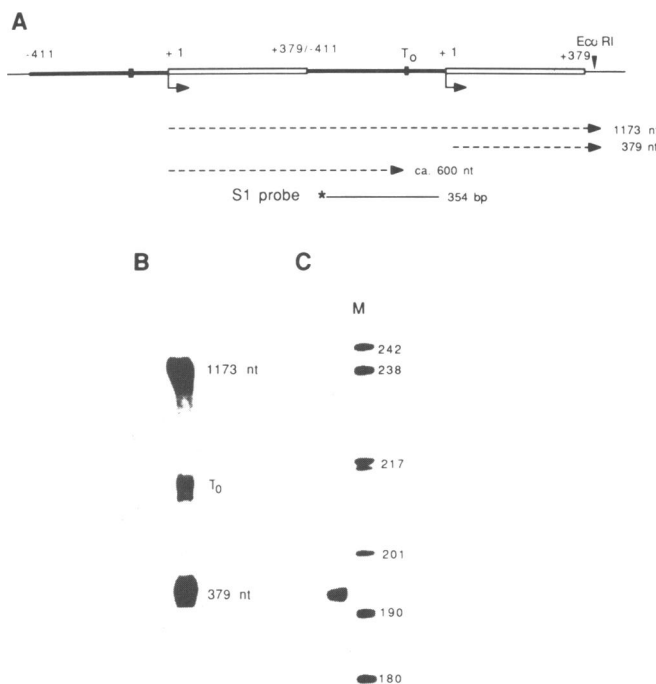 A
-411
+ 1
+379/-411
To
+ 1
Eco RI
+379
1173 nt
379 nt
ca. 600 nt
S1 probe
*
354 bp
B
C
M
242
238
1173 nt
217
To
201
379 nt
190
180